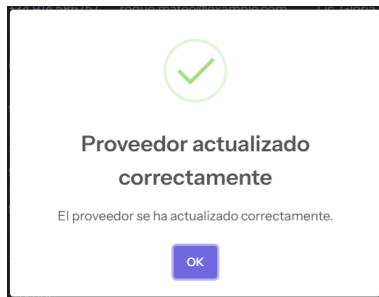 Proveedor actualizado
correctamente
El proveedor se ha actualizado correctamente.
OK